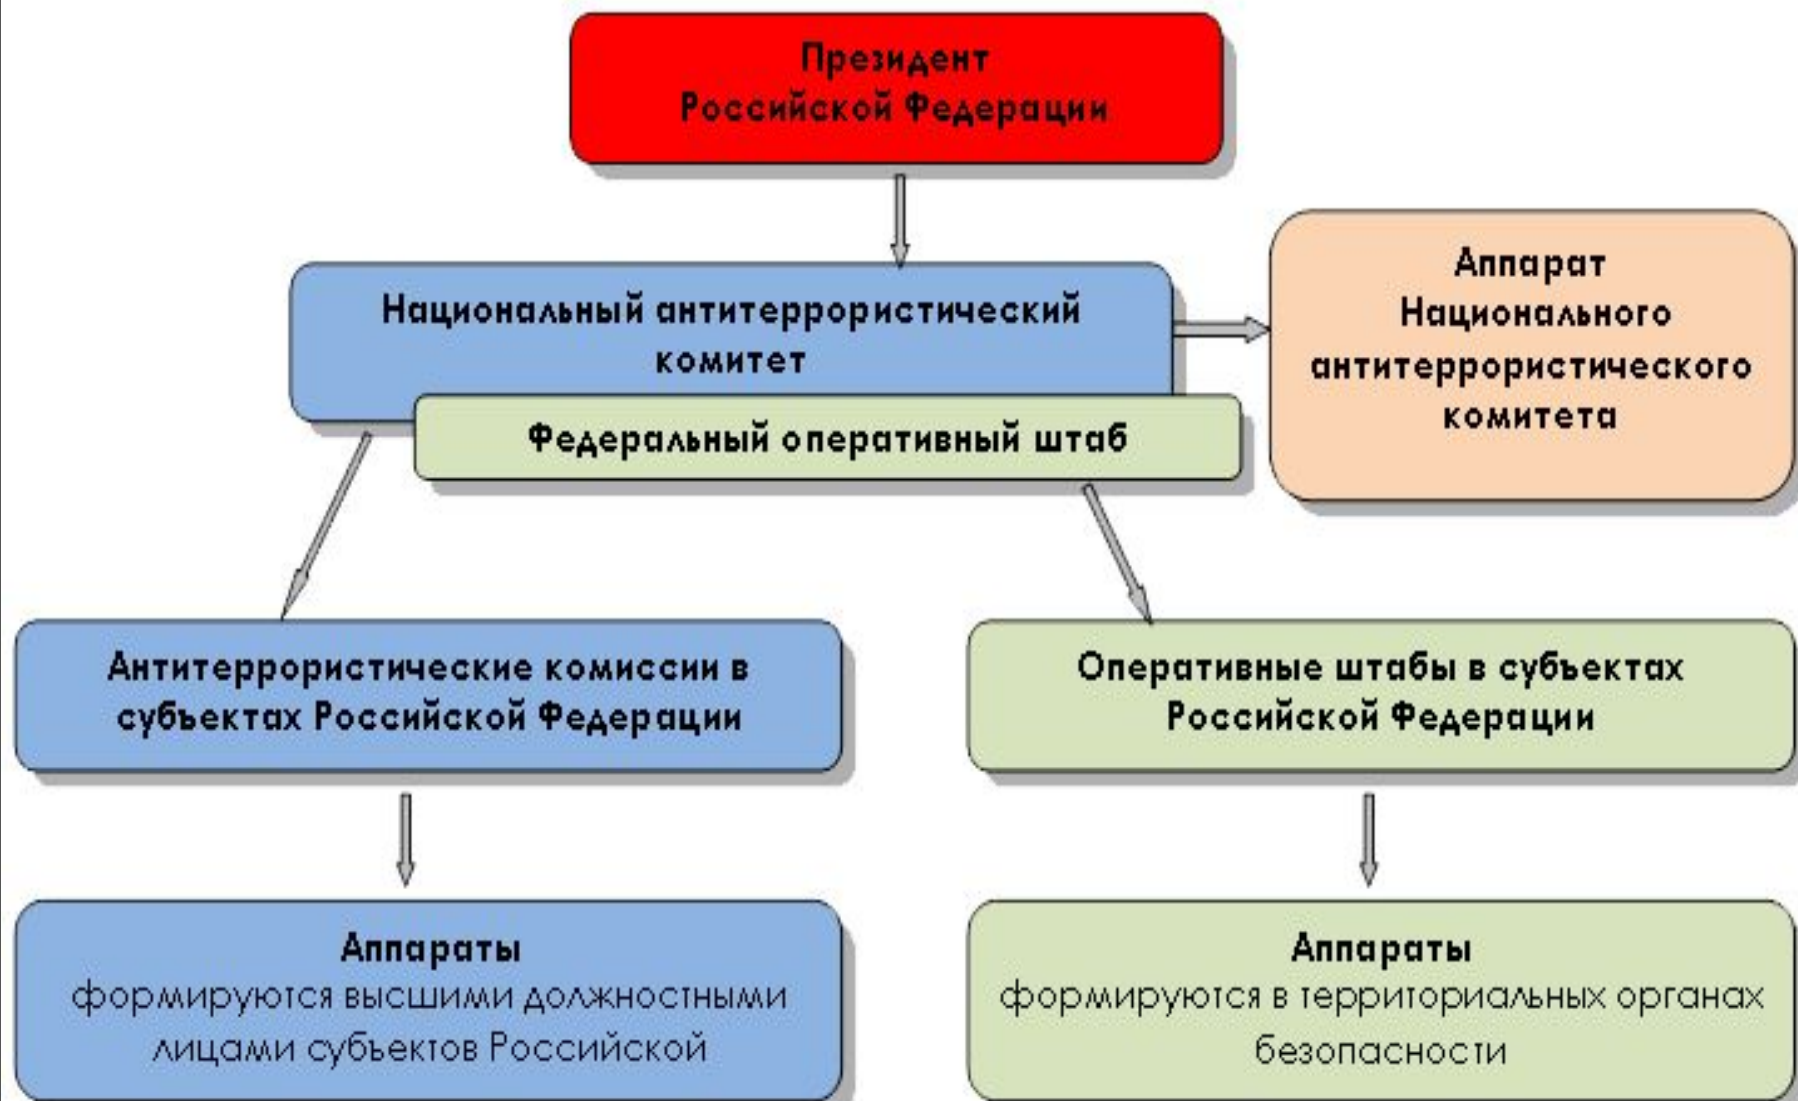 Президент
Российской Федерации
Национальный антитеррористический
комитет
Аппарат
Национального
антитеррористического
комитета
Федеральный оперативный штаб
Антитеррористические комиссии в
субъектах Российской Федерации
Оперативные штабы в субъектах
Российской Федерации
Аппараты
формируются высшими должностными
лицами субъектов Российской
Аппараты
формируются в территориальных органах
безопасности